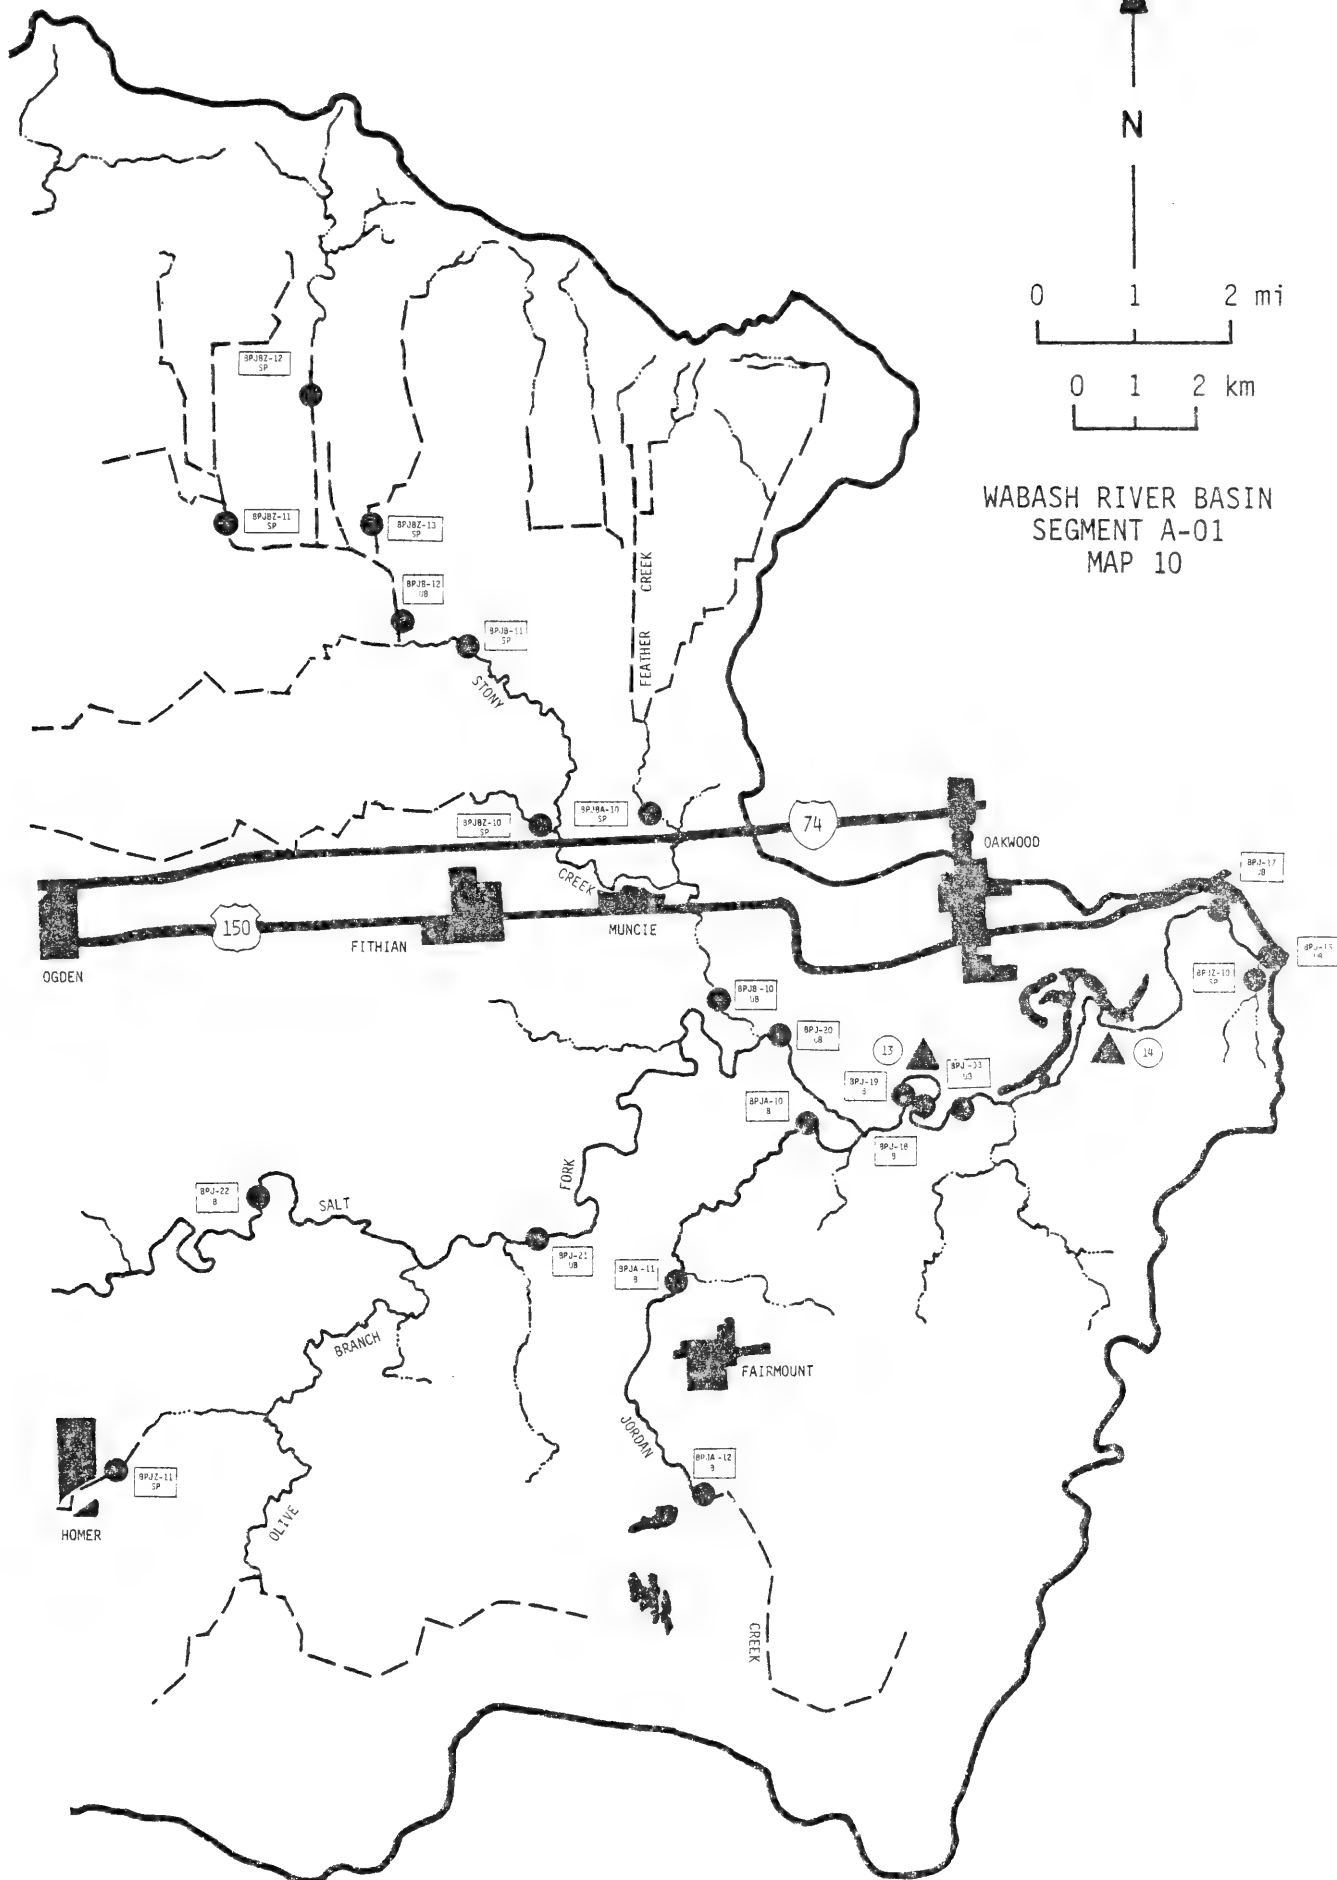 N
0 1 2 mi
0 1 2 km
WABASH RIVER BASIN
SEGMENT A-01
MAP 10
BPJBZ-12
SP
BPJBZ-11
SP
BPJBZ-13
SP
BPJB-12
UB
BPJB-11
SP
FEATHER CREEK
STONY
BPJBZ-10
SP
BPJBA-10
SP
74
OAKWOOD
CREEK
BPJ-17
UB
150
FITHIAN
MUNCIE
OGDEN
BPJZ-10
SP
BPJB-10
UB
BPJ-20
UB
13
14
BPJ-19
B
UB
BPJA-10
B
BPJ-18
B
FORK
BPJ-22
B
SALT
BPJ-21
UB
BPJA-11
B
BRANCH
FAIRMOUNT
JORDAN
BPJA-12
B
BPJZ-11
SP
OLIVE
HOMER
CREEK